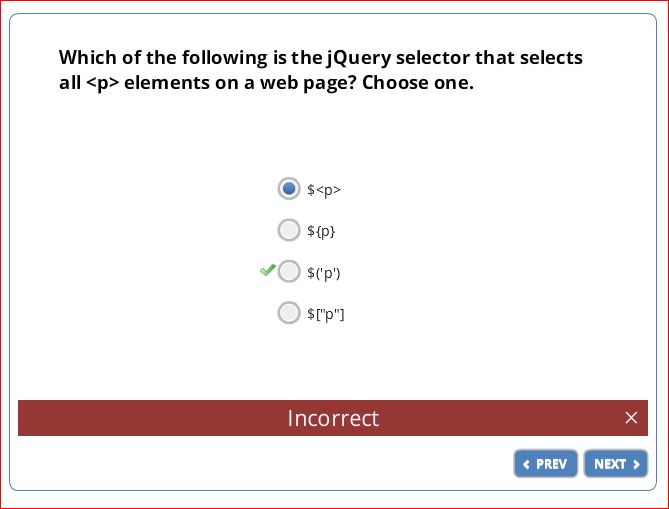 Which of the following is the jQuery selector that selects
all <p> elements on a web page? Choose one.
$<p>
${p}
$('p')
$["p"]
Incorrect
PREV
NEXT